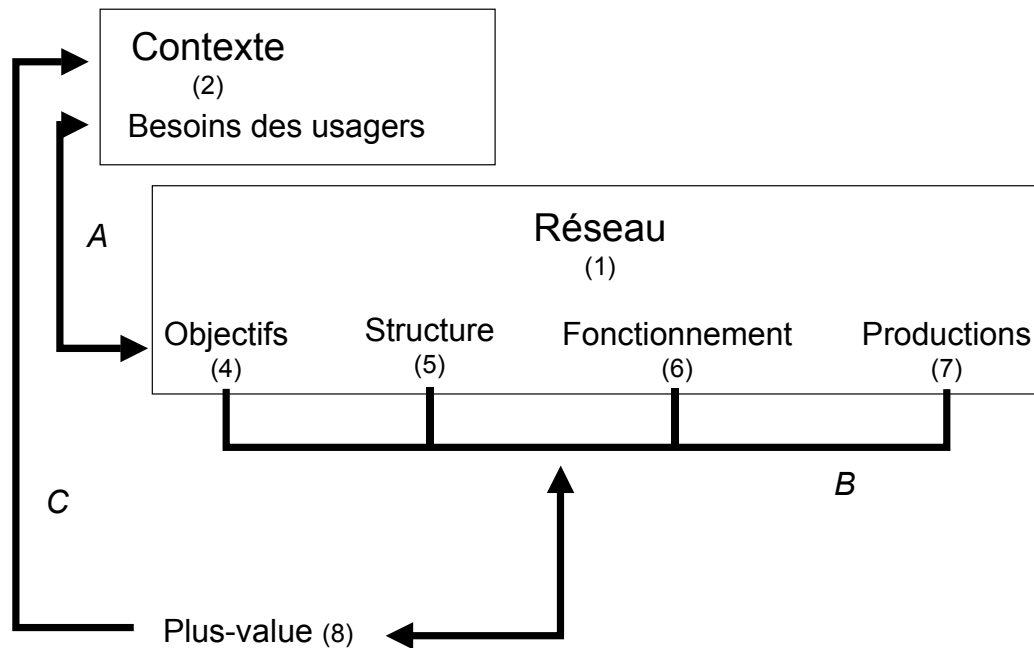 Contexte
(2)
Besoins des usagers
A
Réseau
(1)
Objectifs Structure Fonctionnement Productions
(4) (5) (6) (7)
B
C
Plus-value (8)